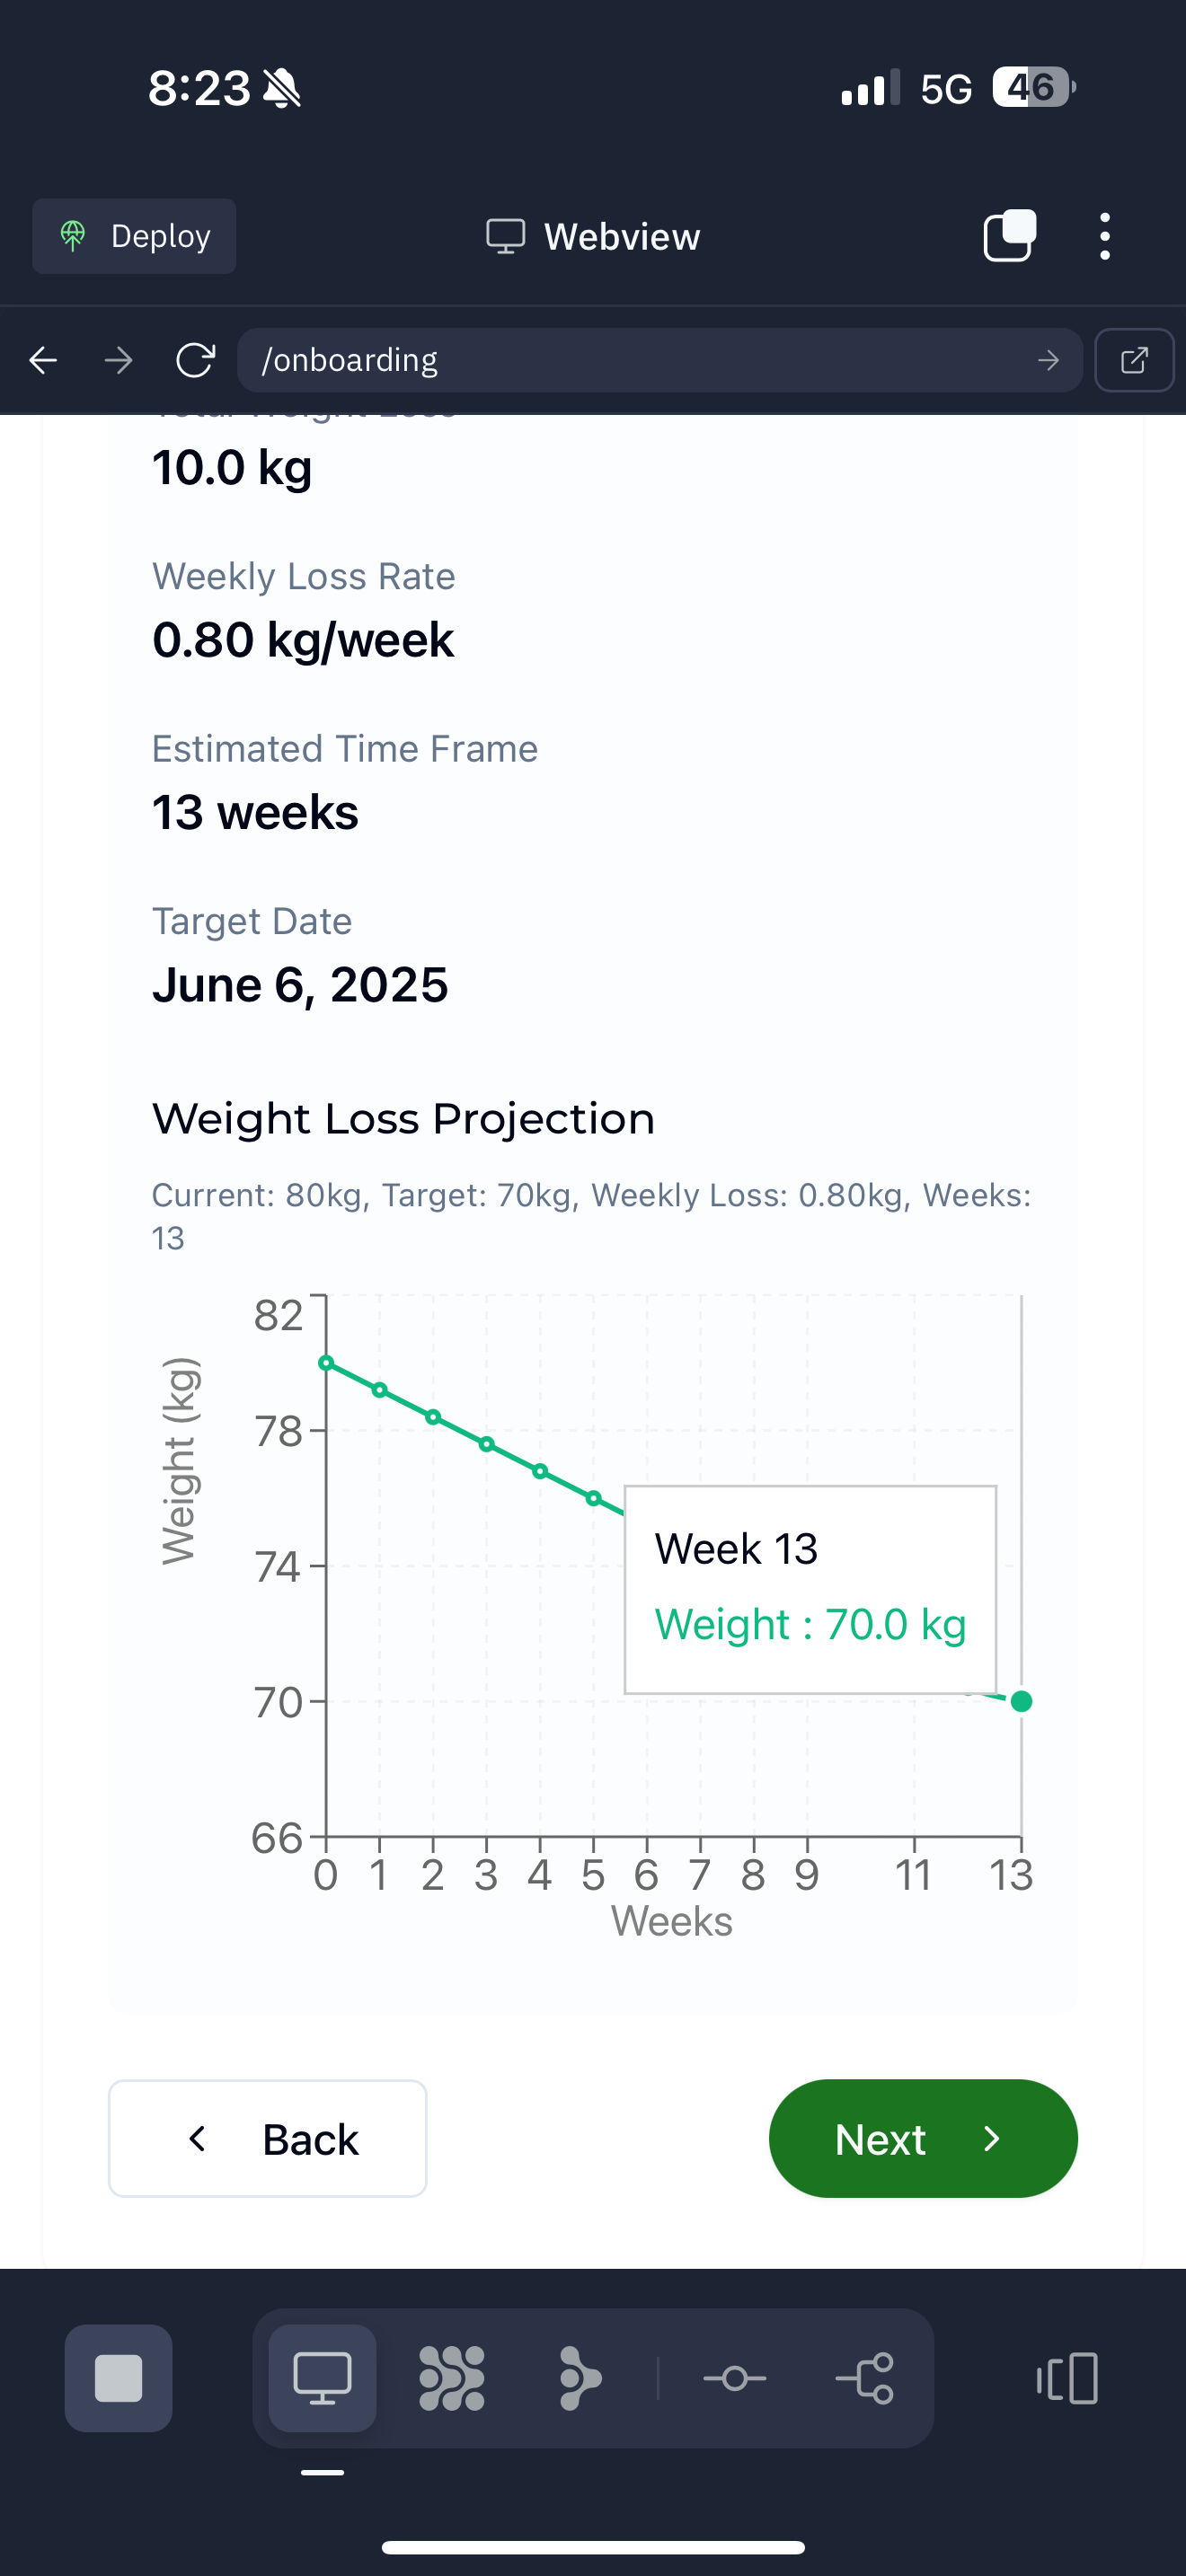 8:23
5G
46
Deploy
Webview
/onboarding
Total Weight Loss
10.0 kg
Weekly Loss Rate
0.80 kg/week
Estimated Time Frame
13 weeks
Target Date
June 6, 2025
Weight Loss Projection
Current: 80kg, Target: 70kg, Weekly Loss: 0.80kg, Weeks:
13
Weight (kg)
82
78
74
70
66
Week 13
Weight : 70.0 kg
0 1 2 3 4 5 6 7 8 9 11 13
Weeks
Back
Next